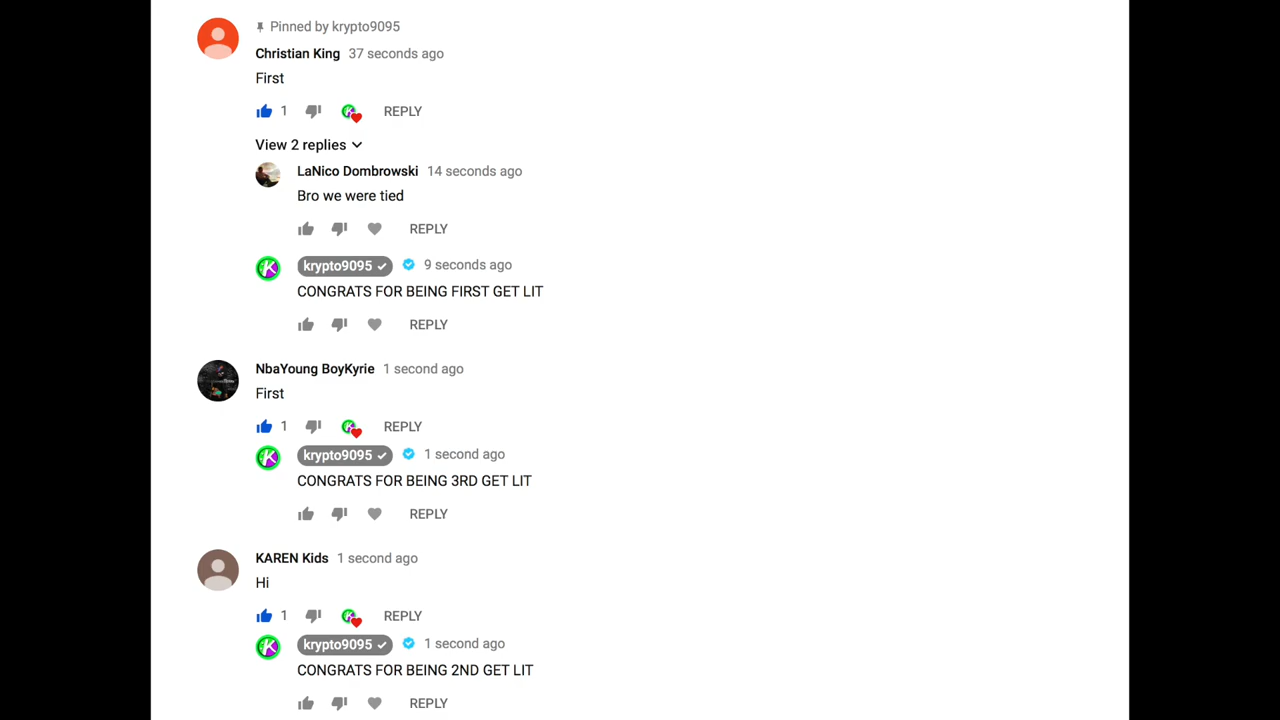 Pinned by krypto9095
Christian King 37 seconds ago
First
1 REPLY
View 2 replies
LaNico Dombrowski 14 seconds ago
Bro we were tied
REPLY
krypto9095 9 seconds ago
CONGRATS FOR BEING FIRST GET LIT
REPLY
NbaYoung BoyKyrie 1 second ago
First
1 REPLY
krypto9095 1 second ago
CONGRATS FOR BEING 3RD GET LIT
REPLY
KAREN Kids 1 second ago
Hi
1 REPLY
krypto9095 1 second ago
CONGRATS FOR BEING 2ND GET LIT
REPLY